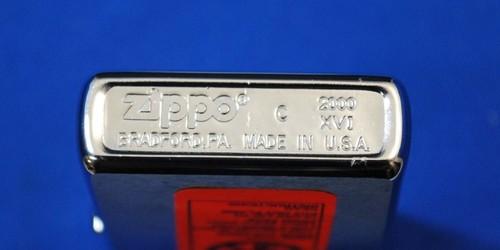 zippo® C 2000
XVI
BRADFORD,PA. MADE IN U.S.A.